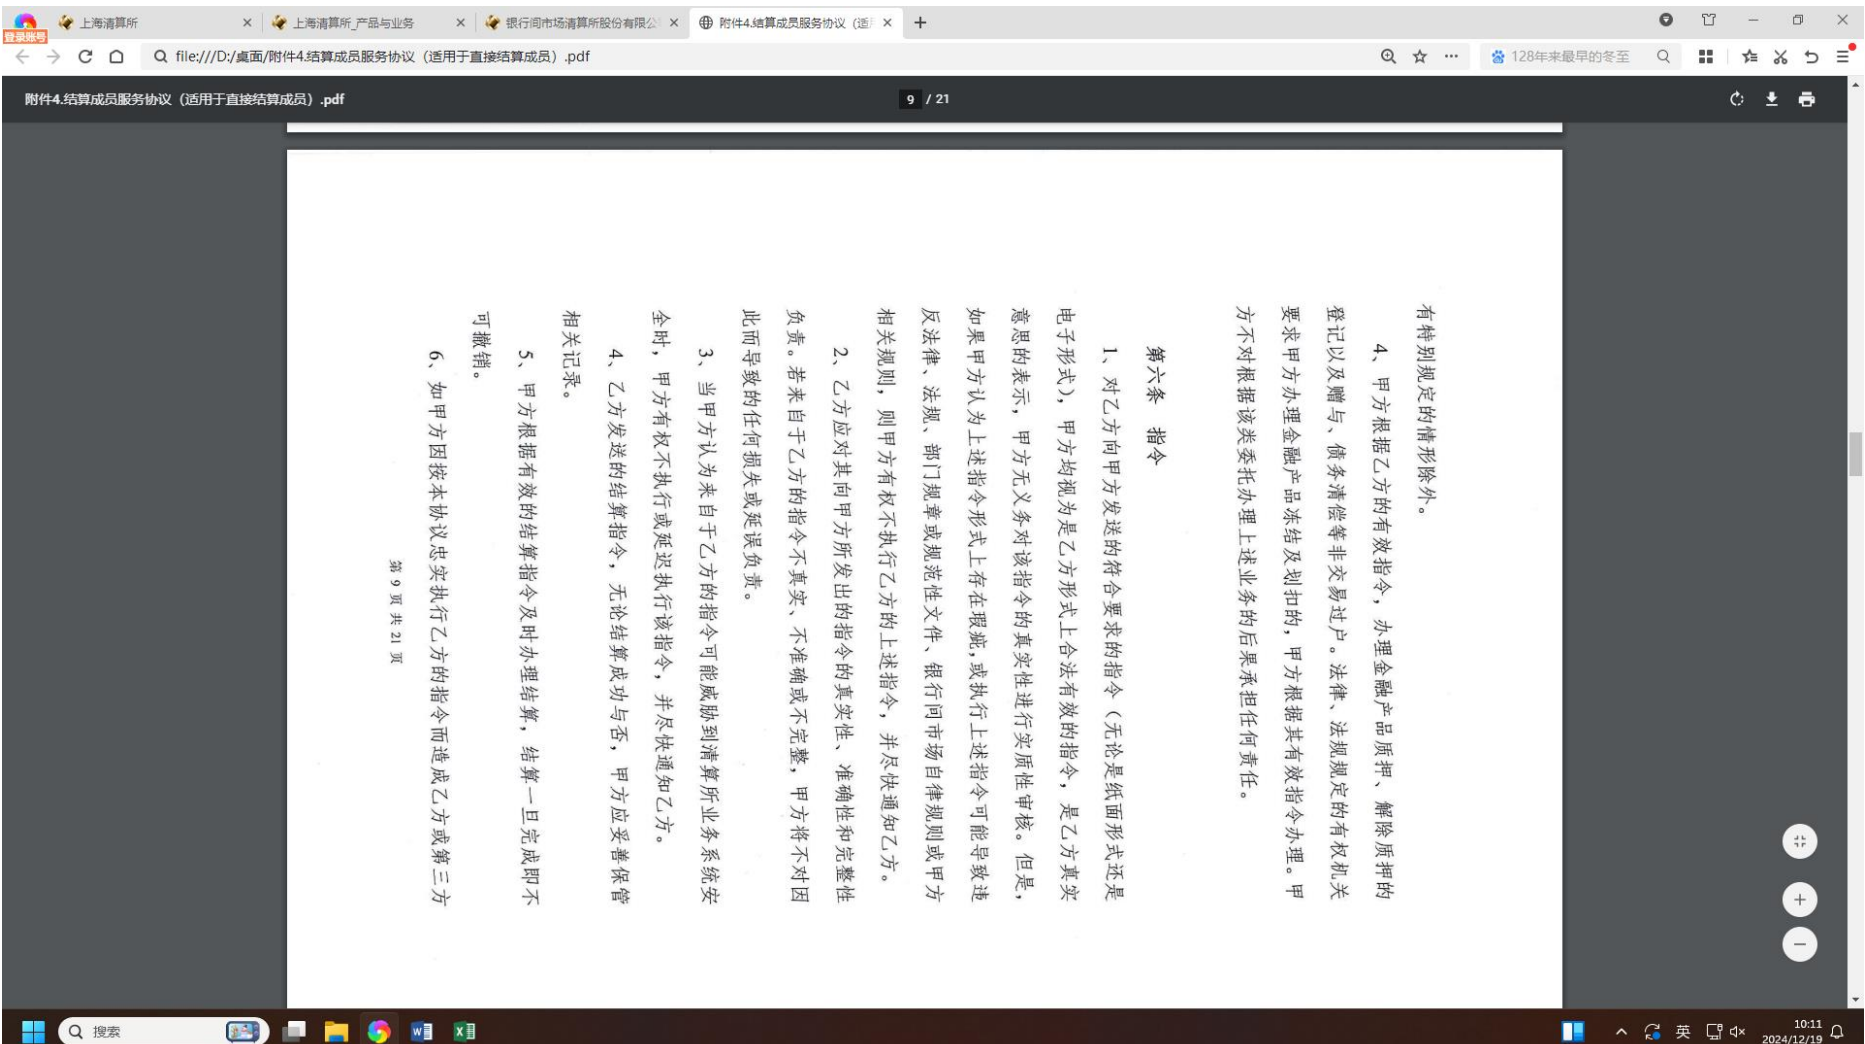 登录账号
上海清算所
上海清算所_产品与业务
银行间市场清算所股份有限公
附件4.结算成员服务协议（适
file:///D:/桌面/附件4.结算成员服务协议（适用于直接结算成员）.pdf
128年来最早的冬至
附件4.结算成员服务协议（适用于直接结算成员）.pdf
9 / 21
有特别规定的情形除外。
4、甲方根据乙方的有效指令，办理金融产品质押、解除质押的
登记以及赠与、债务清偿等非交易过户。法律、法规规定的有权机关
要求甲方办理金融产品冻结及划扣的，甲方根据其有效指令办理。甲
方不对根据该类委托办理上述业务的后果承担任何责任。
第六条 指令
1、对乙方向甲方发送的符合要求的指令（无论是纸面形式还是
电子形式），甲方均视为是乙方形式上合法有效的指令，是乙方真实
意思的表示，甲方无义务对该指令的真实性进行实质性审核。但是，
如果甲方认为上述指令形式上存在瑕疵，或执行上述指令可能导致违
反法律、法规、部门规章或规范性文件、银行间市场自律规则或甲方
相关规则，则甲方有权不执行乙方的上述指令，并尽快通知乙方。
2、乙方应对其向甲方所发出的指令的真实性、准确性和完整性
负责。若来自于乙方的指令不真实、不准确或不完整，甲方将不对因
此而导致的任何损失或延误负责。
3、当甲方认为来自于乙方的指令可能威胁到清算所业务系统安
全时，甲方有权不执行或延迟执行该指令，并尽快通知乙方。
4、乙方发送的结算指令，无论结算成功与否，甲方应妥善保管
相关记录。
5、甲方根据有效的结算指令及时办理结算，结算一旦完成即不
可撤销。
6、如甲方因按本协议忠实执行乙方的指令而造成乙方或第三方
第 9 页 共 21 页
搜索
英
10:11
2024/12/19